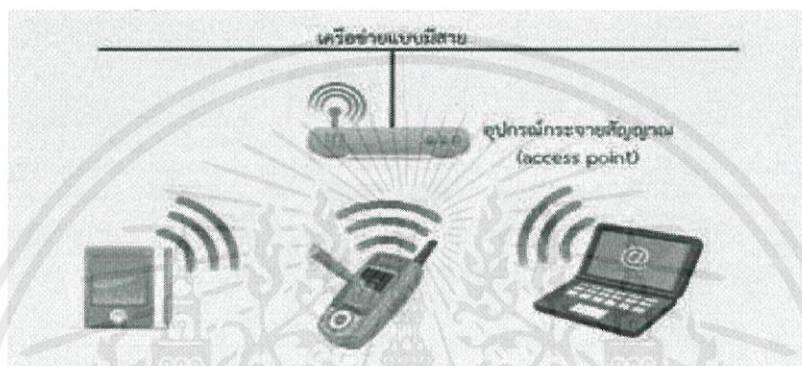 เครือข่ายแบบมีสาย
อุปกรณ์กระจายสัญญาณ
(access point)
@